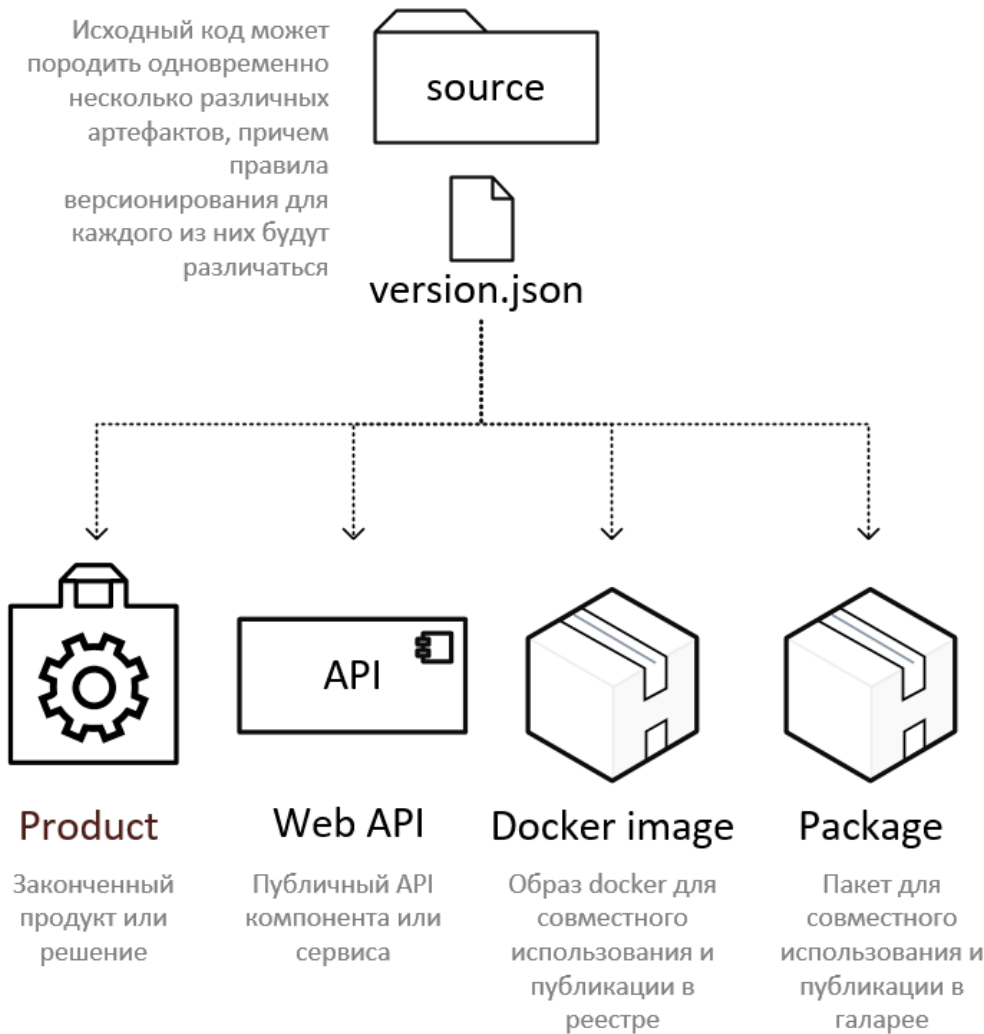 Исходный код может
породить одновременно
несколько различных
артефактов, причем
правила
версионирования для
каждого из них будут
различаться
source
version.json
API
Product
Web API
Docker image
Package
Законченный
продукт или
решение
Публичный API
компонента или
сервиса
Образ docker для
совместного
использования и
публикации в
реестре
Пакет для
совместного
использования и
публикации в
галарее